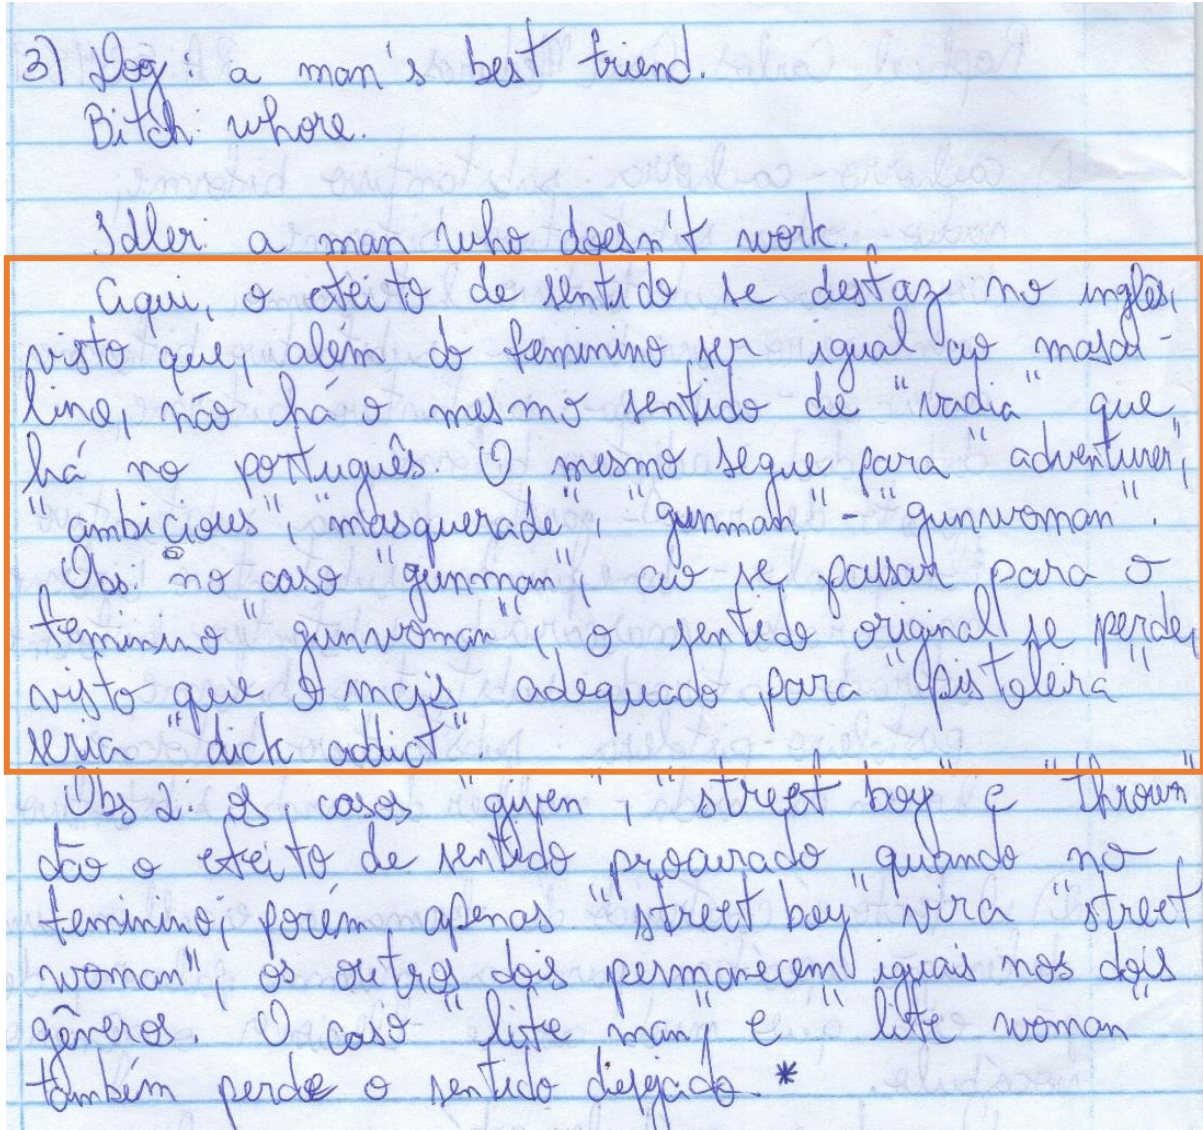 3) Dog: a man's best friend.
Bitch: whore.
Idler: a man who doesn't work.
Aqui, o efeito de sentido se desfaz no inglês,
visto que, além do feminino ser igual ao mascu-
lino, não há o mesmo sentido de "vadia" que
há no português. O mesmo segue para "adventurer",
"ambicious", "masquerade", "gunman" - "gunwoman".
Obs: no caso "gunman", ao se passar para o
feminino "gunwoman", o sentido original se perde,
visto que o mais adequado para "pistoleira"
seria "dick addict".
Obs 2: os casos "given", "street boy" e "thrown"
dão o efeito de sentido procurado quando no
feminino; porém, apenas "street boy" vira "street
woman", os outros dois permanecem iguais nos dois
gêneros. O caso "life man" e "life woman"
também perde o sentido desejado. *